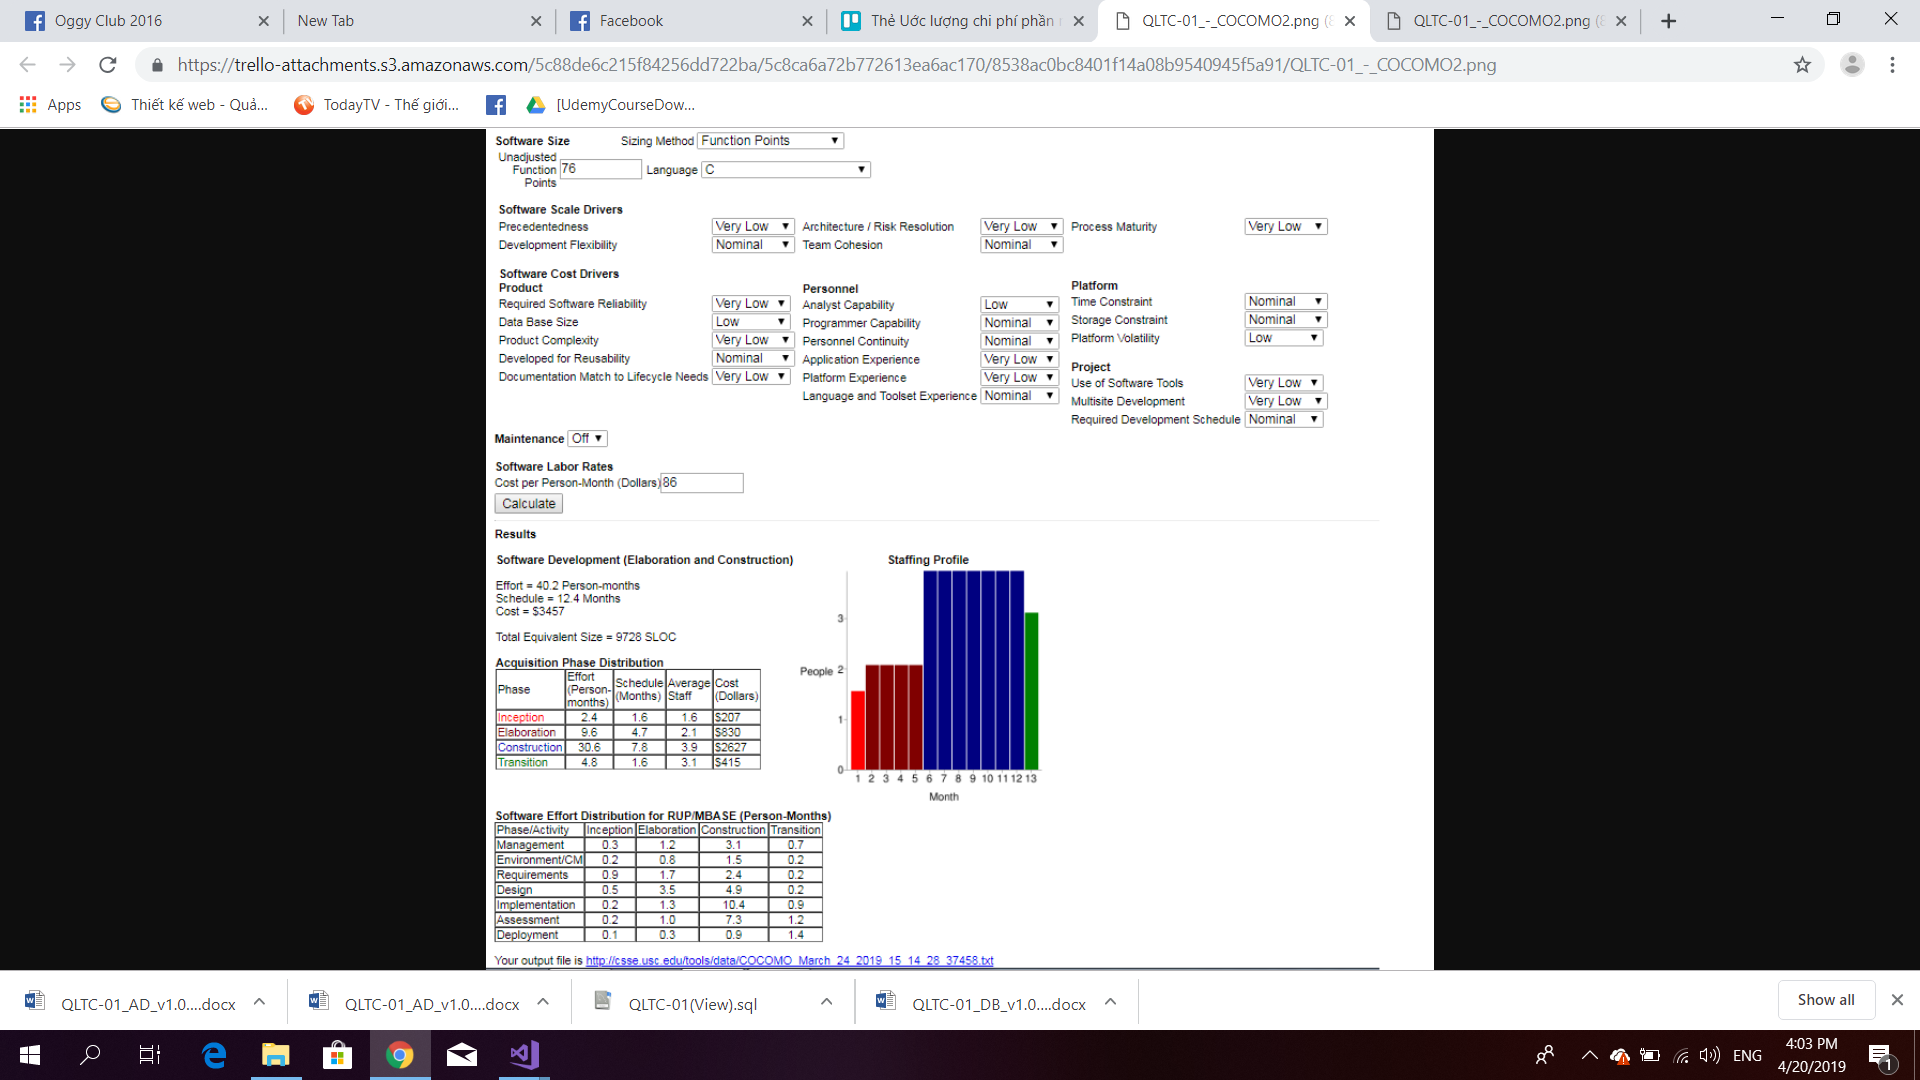 Oggy Club 2016
New Tab
Facebook
Thẻ Uớc lượng chi phí phần
QLTC-01_-_COCOMO2.png
QLTC-01_-_COCOMO2.png
https://trello-attachments.s3.amazonaws.com/5c88de6c215f84256dd722ba/5c8ca6a72b772613ea6ac170/8538ac0bc8401f14a08b9540945f5a91/QLTC-01_-_COCOMO2.png
Apps Thiết kế web - Quả... TodayTV - Thế giới... [UdemyCourseDow...
Software Size Sizing Method Function Points
Unadjusted Function Points 76 Language C
Software Scale Drivers
Precedentedness Very Low Architecture / Risk Resolution Very Low Process Maturity Very Low
Development Flexibility Nominal Team Cohesion Nominal
Software Cost Drivers
Product
Required Software Reliability Very Low
Data Base Size Low
Product Complexity Very Low
Developed for Reusability Nominal
Documentation Match to Lifecycle Needs Very Low
Personnel
Analyst Capability Low
Programmer Capability Nominal
Personnel Continuity Nominal
Application Experience Very Low
Platform Experience Very Low
Language and Toolset Experience Nominal
Platform
Time Constraint Nominal
Storage Constraint Nominal
Platform Volatility Low
Project
Use of Software Tools Very Low
Multisite Development Very Low
Required Development Schedule Nominal
Maintenance Off
Software Labor Rates
Cost per Person-Month (Dollars) 86
Calculate
Results
Software Development (Elaboration and Construction)
Effort = 40.2 Person-months
Schedule = 12.4 Months
Cost = $3457
Total Equivalent Size = 9728 SLOC
Acquisition Phase Distribution
Phase Effort (Person-months) Schedule (Months) Average Staff Cost (Dollars)
Inception 2.4 1.6 1.6 $207
Elaboration 9.6 4.7 2.1 $830
Construction 30.6 7.8 3.9 $2627
Transition 4.8 1.6 3.1 $415
Staffing Profile
3
People 2
1
0
1 2 3 4 5 6 7 8 9 10 11 12 13
Month
Software Effort Distribution for RUP/MBASE (Person-Months)
Phase/Activity Inception Elaboration Construction Transition
Management 0.3 1.2 3.1 0.7
Environment/CM 0.2 0.8 1.5 0.2
Requirements 0.9 1.7 2.4 0.2
Design 0.5 3.5 4.9 0.2
Implementation 0.2 1.3 10.4 0.9
Assessment 0.2 1.0 7.3 1.2
Deployment 0.1 0.3 0.9 1.4
Your output file is http://csse.usc.edu/tools/data/COCOMO_March_24_2019_15_14_28_37458.txt
QLTC-01_AD_v1.0....docx
QLTC-01_AD_v1.0....docx
QLTC-01(View).sql
QLTC-01_DB_v1.0....docx
Show all
ENG
4:03 PM
4/20/2019
1